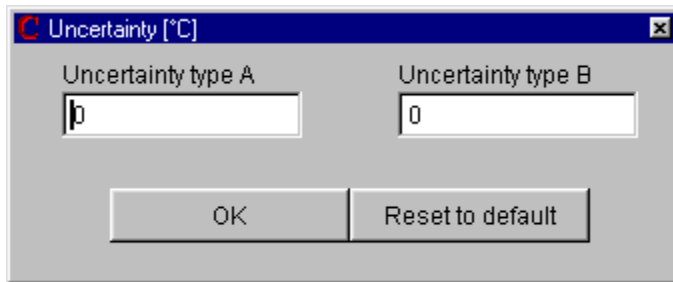 C Uncertainty [°C]
Uncertainty type A Uncertainty type B
0 0
OK Reset to default